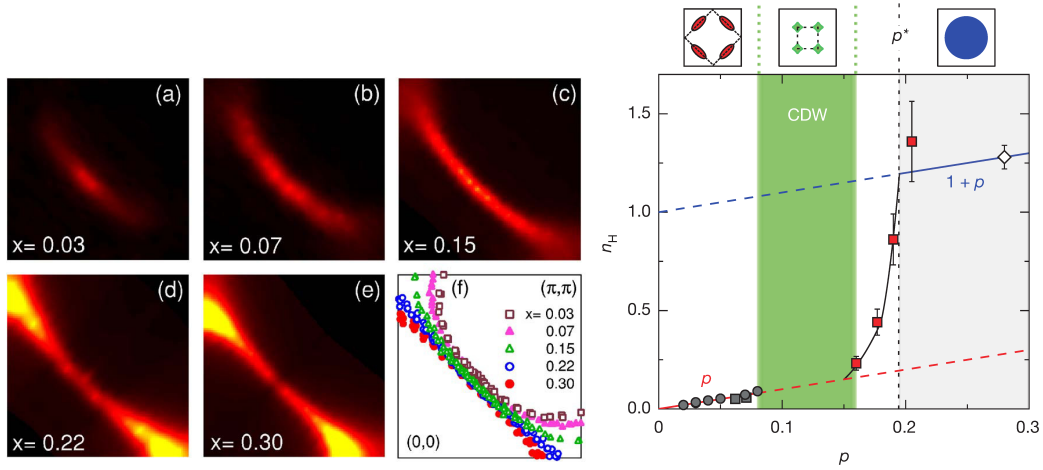 (a)
x= 0.03
(b)
x= 0.07
(c)
x= 0.15
(d)
x= 0.22
(e)
x= 0.30
(f)
(π,π)
x= 0.03
0.07
0.15
0.22
0.30
(0,0)
p*
CDW
1.5
1.0
0.5
0.0
n_H
1 + p
p
0.0
0.1
0.2
0.3
p